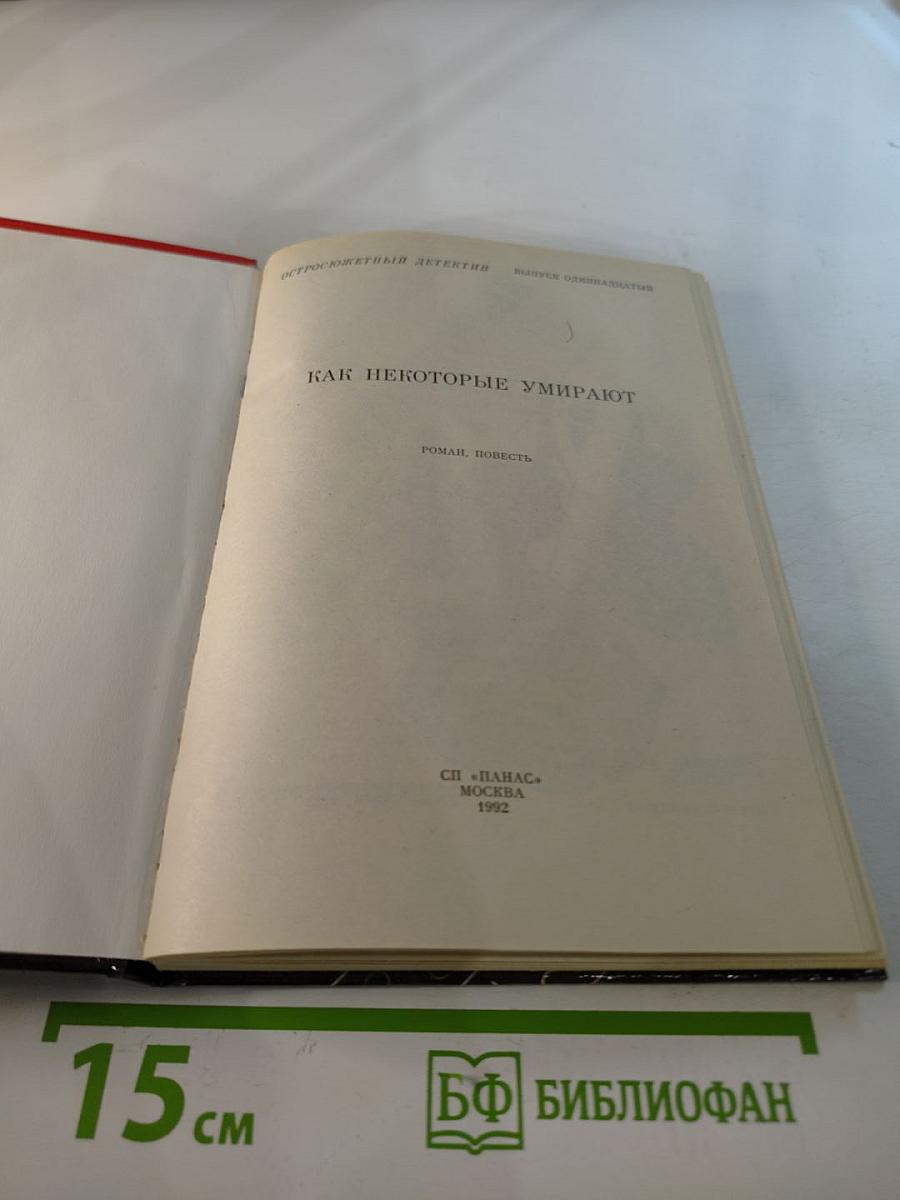 ОСТРОСЮЖЕТНЫЙ ДЕТЕКТИВ ВЫПУСК ОДИННАДЦАТЫЙ
КАК НЕКОТОРЫЕ УМИРАЮТ
РОМАН, ПОВЕСТЬ
СП «ПАНАС»
МОСКВА
1992
15 см
БФ БИБЛИОФАН